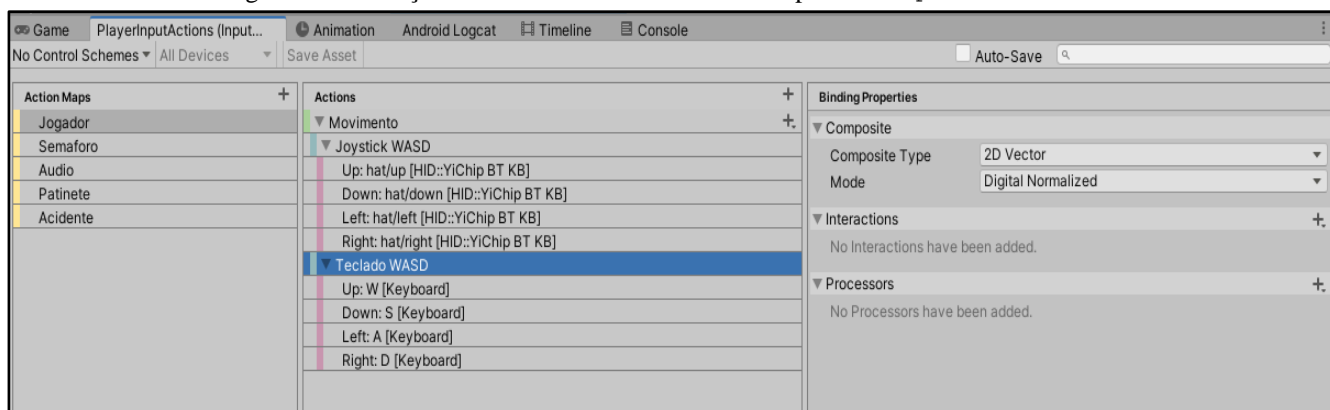 Game PlayerInputActions (Input... Animation Android Logcat Timeline Console
No Control Schemes All Devices Save Asset Auto-Save
Action Maps + Actions + Binding Properties
Jogador Movimento + Composite
Semaforo Joystick WASD Composite Type 2D Vector
Audio Up: hat/up [HID::YiChip BT KB] Mode Digital Normalized
Patinete Down: hat/down [HID::YiChip BT KB]
Acidente Left: hat/left [HID::YiChip BT KB] Interactions +
Right: hat/right [HID::YiChip BT KB] No Interactions have been added.
Teclado WASD
Up: W [Keyboard] Processors +
Down: S [Keyboard] No Processors have been added.
Left: A [Keyboard]
Right: D [Keyboard]